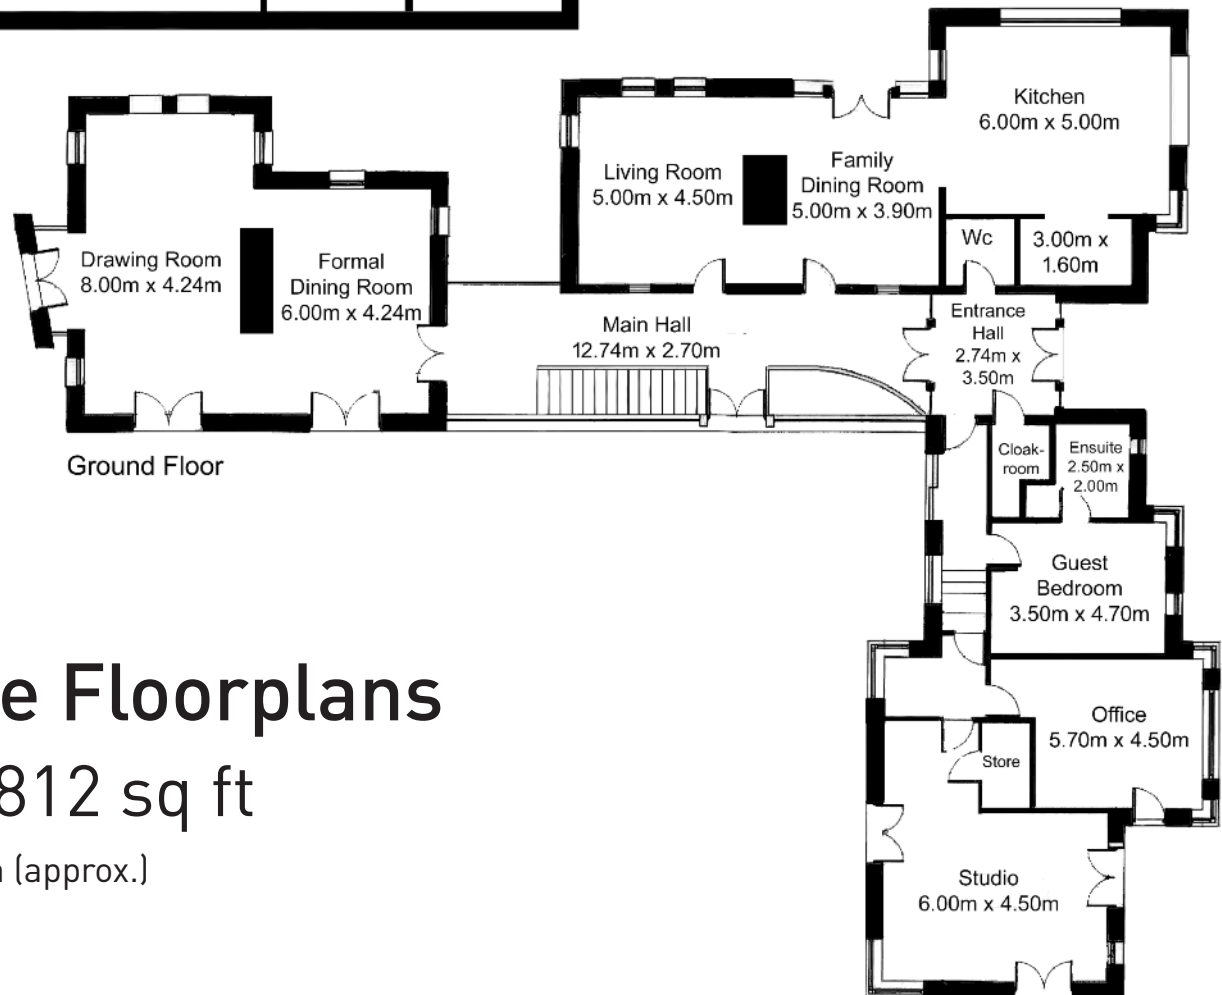 Kitchen
6.00m x 5.00m
Living Room
5.00m x 4.50m
Family
Dining Room
5.00m x 3.90m
Wc
3.00m x
1.60m
Drawing Room
8.00m x 4.24m
Formal
Dining Room
6.00m x 4.24m
Main Hall
12.74m x 2.70m
Entrance
Hall
2.74m x
3.50m
Ground Floor
Cloak-
room
Ensuite
2.50m x
2.00m
Guest
Bedroom
3.50m x 4.70m
Office
5.70m x 4.50m
Store
Studio
6.00m x 4.50m
e Floorplans
812 sq ft
(approx.)